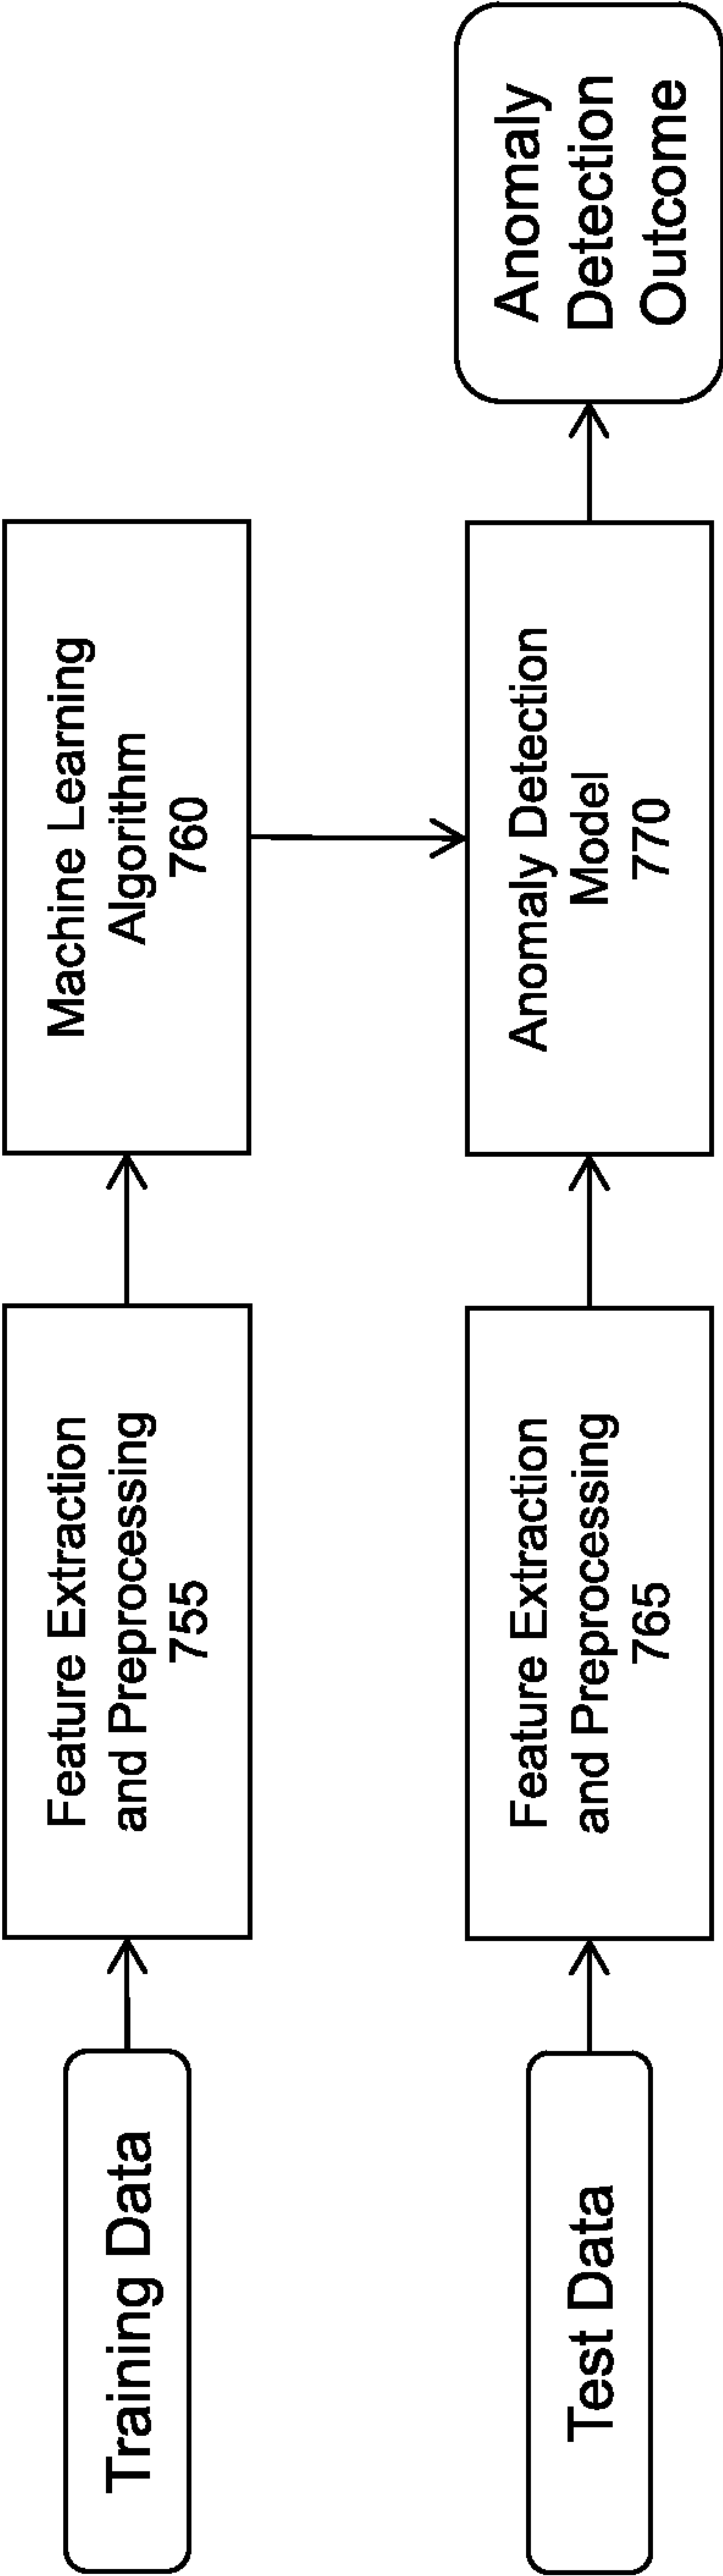 Training Data
Feature Extraction
and Preprocessing
755
Machine Learning
Algorithm
760
Test Data
Feature Extraction
and Preprocessing
765
Anomaly Detection
Model
770
Anomaly
Detection
Outcome